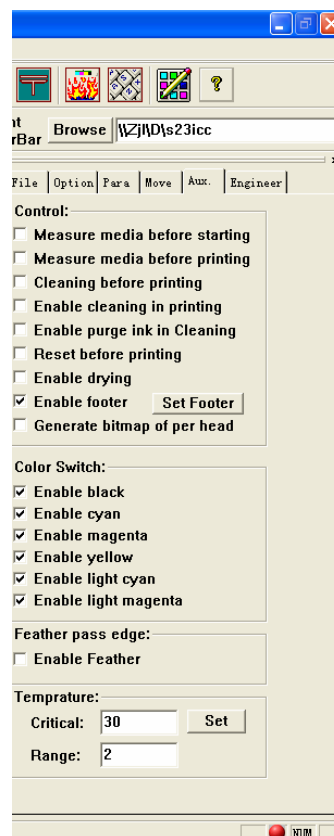 ?
nt
rBar Browse \\Zjl\D\s23icc
File Option Para Move Aux. Engineer
Control:
Measure media before starting
Measure media before printing
Cleaning before printing
Enable cleaning in printing
Enable purge ink in Cleaning
Reset before printing
Enable drying
Enable footer Set Footer
Generate bitmap of per head
Color Switch:
Enable black
Enable cyan
Enable magenta
Enable yellow
Enable light cyan
Enable light magenta
Feather pass edge:
Enable Feather
Temprature:
Critical: 30 Set
Range: 2
NUM